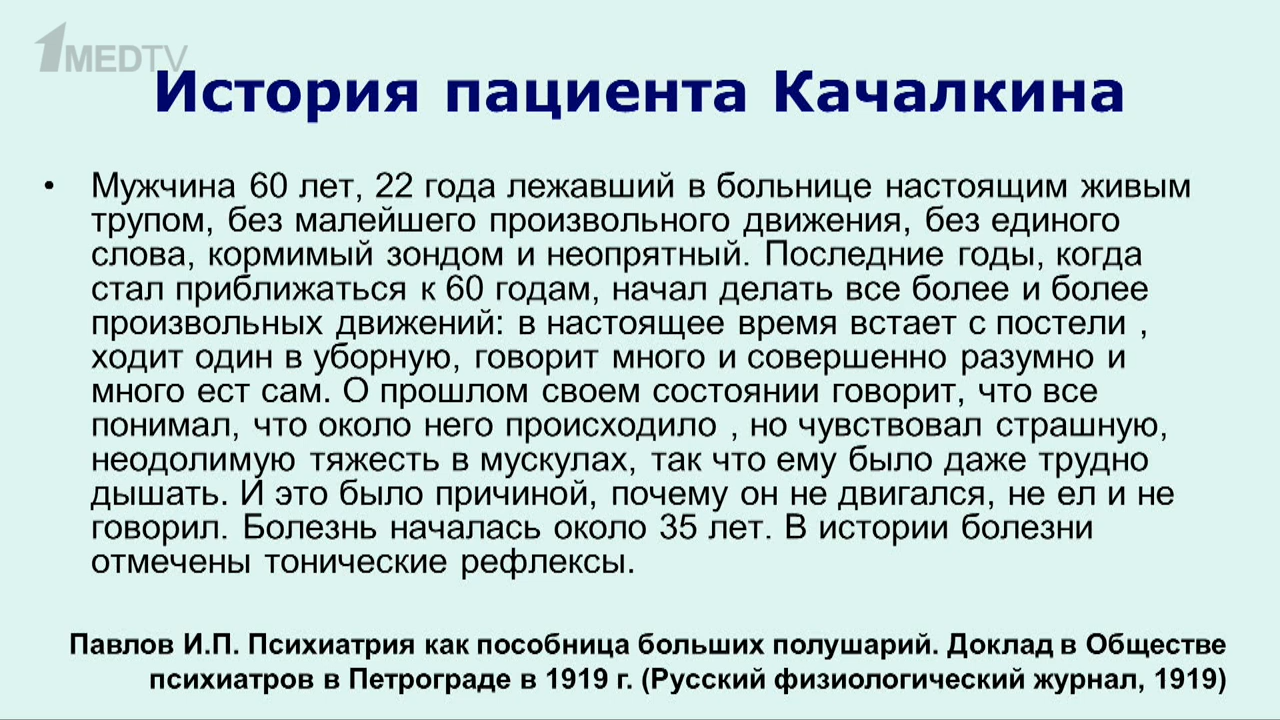 1MEDTV
История пациента Качалкина
• Мужчина 60 лет, 22 года лежавший в больнице настоящим живым
трупом, без малейшего произвольного движения, без единого
слова, кормимый зондом и неопрятный. Последние годы, когда
стал приближаться к 60 годам, начал делать все более и более
произвольных движений: в настоящее время встает с постели ,
ходит один в уборную, говорит много и совершенно разумно и
много ест сам. О прошлом своем состоянии говорит, что все
понимал, что около него происходило , но чувствовал страшную,
неодолимую тяжесть в мускулах, так что ему было даже трудно
дышать. И это было причиной, почему он не двигался, не ел и не
говорил. Болезнь началась около 35 лет. В истории болезни
отмечены тонические рефлексы.
Павлов И.П. Психиатрия как пособница больших полушарий. Доклад в Обществе
психиатров в Петрограде в 1919 г. (Русский физиологический журнал, 1919)